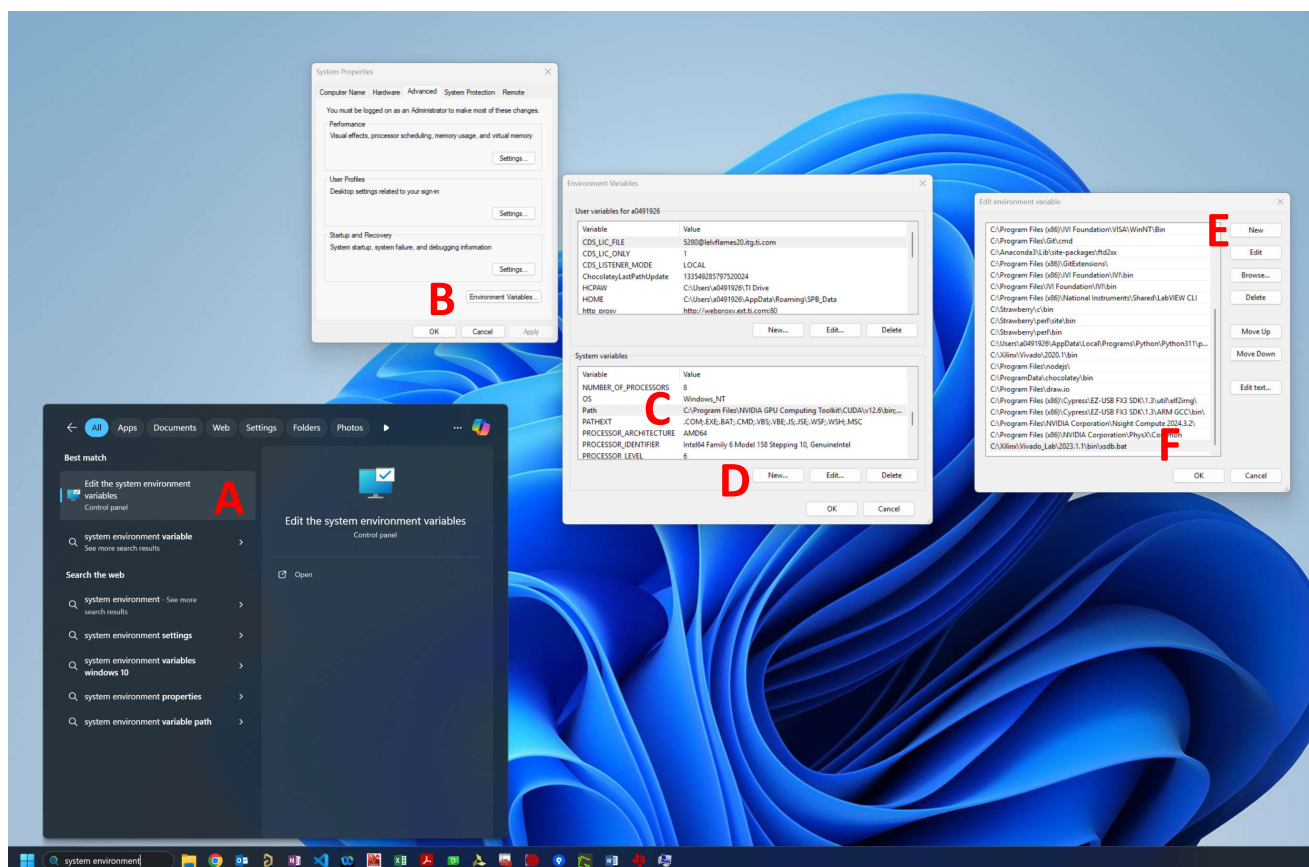 System Properties
Computer Name Hardware Advanced System Protection Remote
You must be logged on as an Administrator to make most of these changes.
Performance
Visual effects, processor scheduling, memory usage, and virtual memory
Settings...
User Profiles
Desktop settings related to your sign-in
Settings...
Startup and Recovery
System startup, system failure, and debugging information
Settings...
B
Environment Variables...
OK Cancel Apply
Environment Variables
User variables for a0491926
Variable Value
CDS_LIC_FILE 5280@lelvflames20.itg.ti.com
CDS_LIC_ONLY 1
CDS_LISTENER_MODE LOCAL
ChocolateyLastPathUpdate 133549285797520024
HCPAW C:\Users\a0491926\TI Drive
HOME C:\Users\a0491926\AppData\Roaming\SPB_Data
http_proxy http://webproxy.ext.ti.com:80
New... Edit... Delete
System variables
Variable Value
NUMBER_OF_PROCESSORS 8
OS Windows_NT
Path C:\Program Files\NVIDIA GPU Computing Toolkit\CUDA\v12.6\bin;...
C
PATHEXT .COM;.EXE;.BAT;.CMD;.VBS;.VBE;.JS;.JSE;.WSF;.WSH;.MSC
PROCESSOR_ARCHITECTURE AMD64
PROCESSOR_IDENTIFIER Intel64 Family 6 Model 158 Stepping 10, GenuineIntel
PROCESSOR_LEVEL 6
D
New... Edit... Delete
OK Cancel
Edit environment variable
C:\Program Files (x86)\IVI Foundation\VISA\WinNT\Bin
C:\Program Files\Git\cmd
C:\Anaconda3\Lib\site-packages\ftd2xx
C:\Program Files (x86)\GitExtensions\
C:\Program Files (x86)\IVI Foundation\IVI\bin
C:\Program Files\IVI Foundation\IVI\bin
C:\Program Files (x86)\National Instruments\Shared\LabVIEW CLI
C:\Strawberry\c\bin
C:\Strawberry\perl\site\bin
C:\Strawberry\perl\bin
C:\Users\a0491926\AppData\Local\Programs\Python\Python311\p...
C:\Xilinx\Vivado\2020.1\bin
C:\Program Files\nodejs\
C:\ProgramData\chocolatey\bin
C:\Program Files\draw.io
C:\Program Files (x86)\Cypress\EZ-USB FX3 SDK\1.3\util\elf2img\
C:\Program Files (x86)\Cypress\EZ-USB FX3 SDK\1.3\ARM GCC\bin\
C:\Program Files\NVIDIA Corporation\Nsight Compute 2024.3.2\
C:\Program Files (x86)\NVIDIA Corporation\PhysX\Common
C:\Xilinx\Vivado_Lab\2023.1.1\bin\xsdb.bat
E
New
Edit
Browse...
Delete
Move Up
Move Down
Edit text...
F
OK Cancel
All Apps Documents Web Settings Folders Photos
Best match
Edit the system environment
variables
Control panel
A
system environment variable
See more search results
Search the web
system environment - See more
search results
system environment settings
system environment variables
windows 10
system environment properties
system environment variable path
Edit the system environment variables
Control panel
Open
system environment